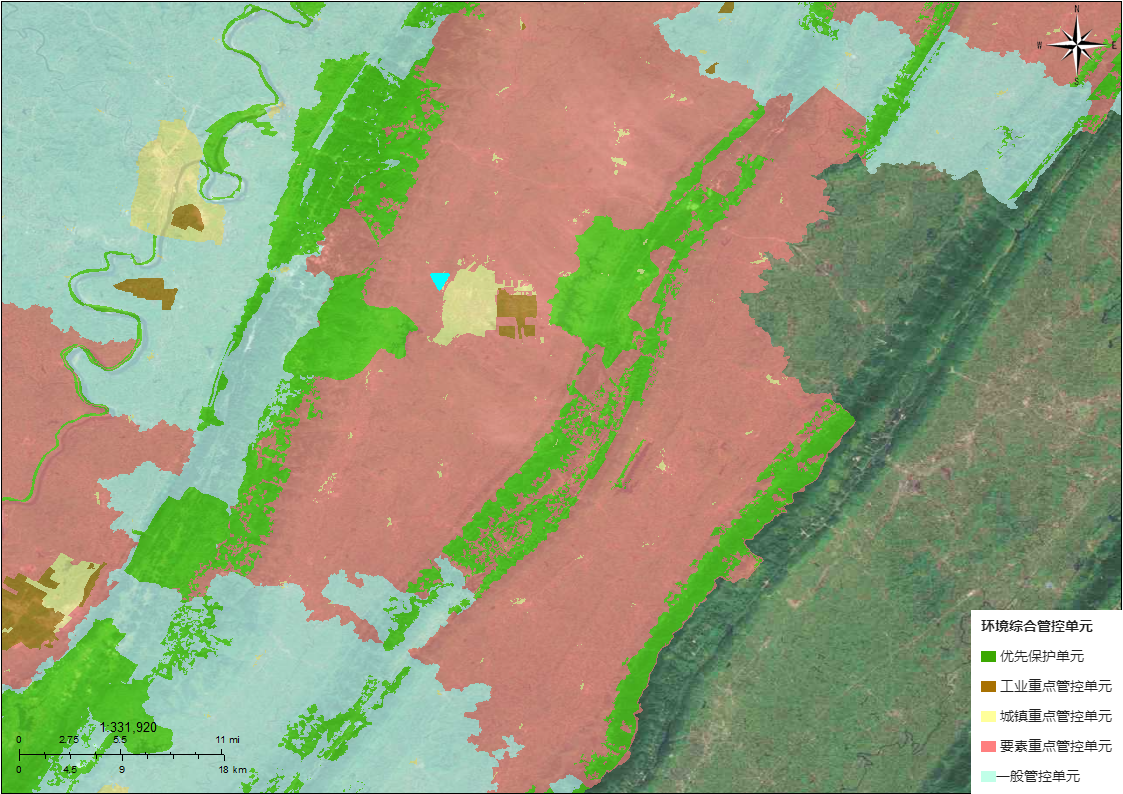 N
W E
S
环境综合管控单元
优先保护单元
工业重点管控单元
城镇重点管控单元
要素重点管控单元
一般管控单元
1:331,920
0 2.75 5.5 11 mi
0 4.5 9 18 km